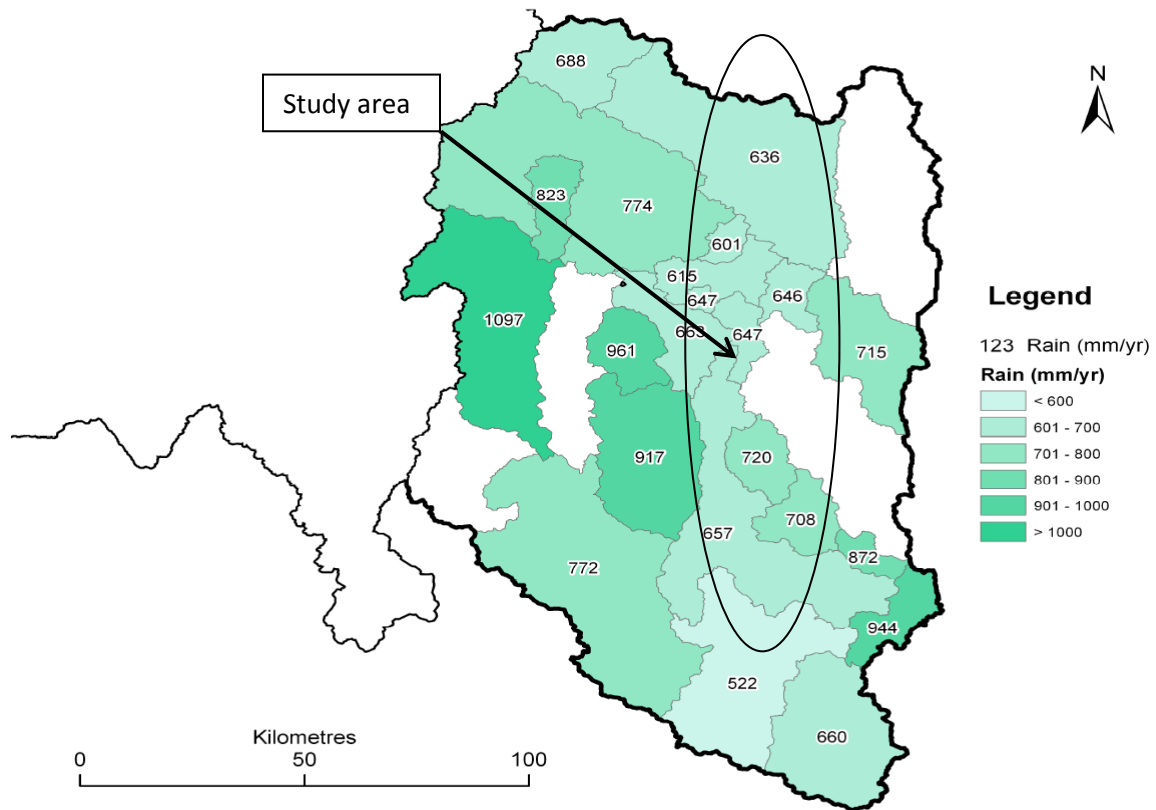 688
N
Study area
636
823
774
601
615
646
647
Legend
1097
663
647
961
715
123 Rain (mm/yr)
Rain (mm/yr)
< 600
601 - 700
701 - 800
801 - 900
901 - 1000
> 1000
917
720
708
657
872
772
944
522
660
Kilometres
0 50 100